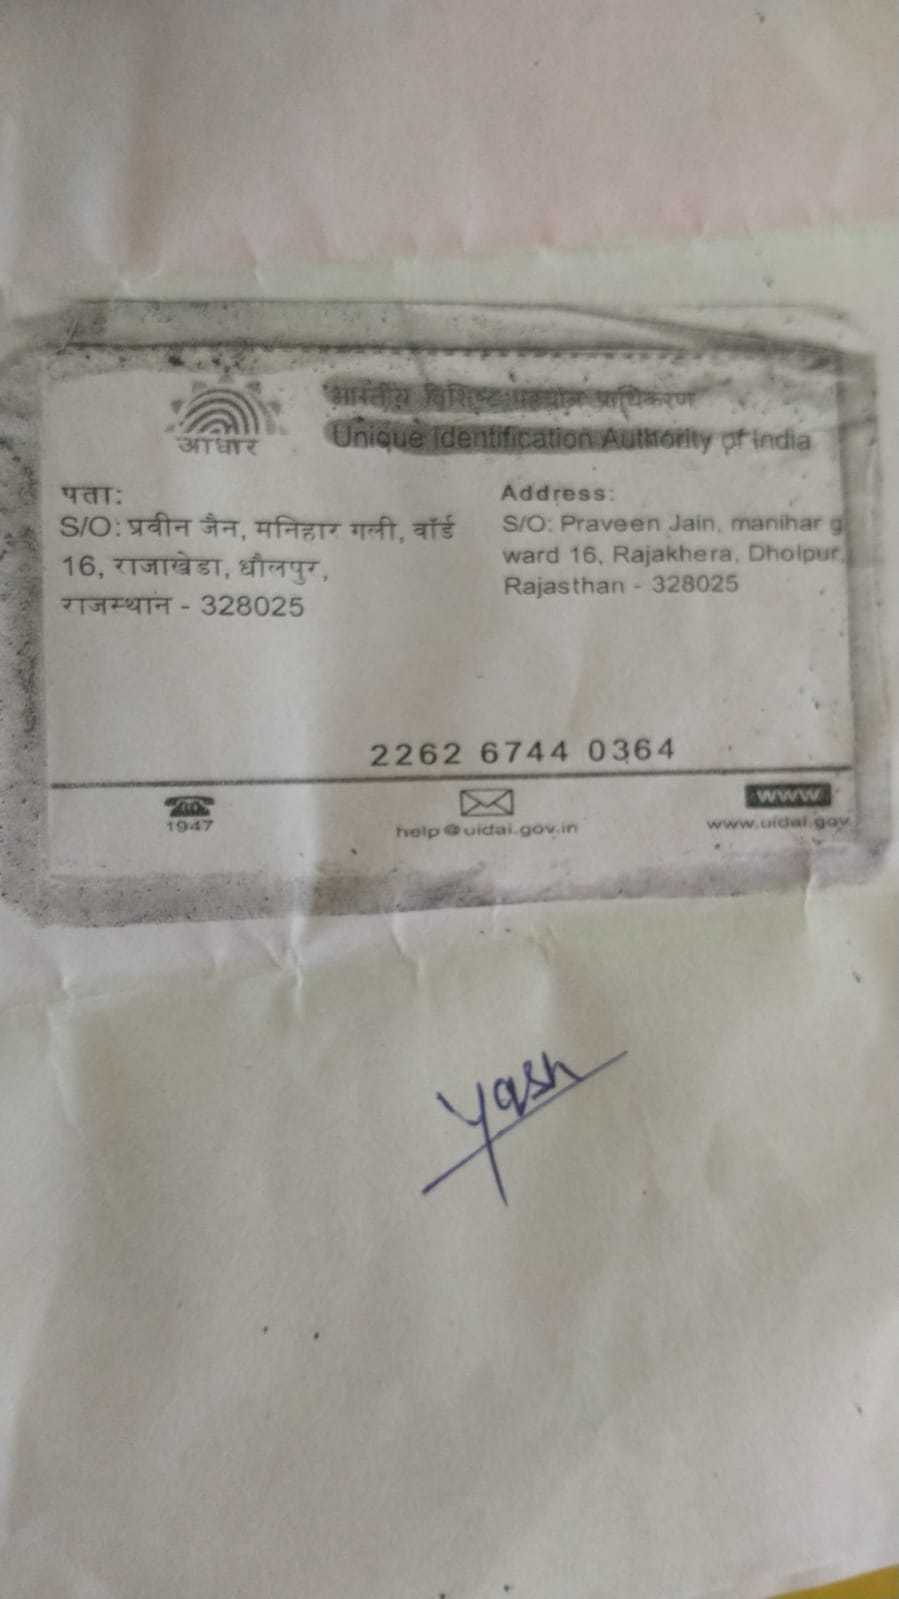 आधार
भारतीय विशिष्ट पहचान प्राधिकरण
Unique Identification Authority of India
पता:
S/O: प्रवीन जैन, मनिहार गली, वॉर्ड
16, राजाखेडा, धौलपुर,
राजस्थान - 328025
Address:
S/O: Praveen Jain, manihar g
ward 16, Rajakhera, Dholpur,
Rajasthan - 328025
2262 6744 0364
1947
help@uidai.gov.in
www
www.uidai.gov
Yash